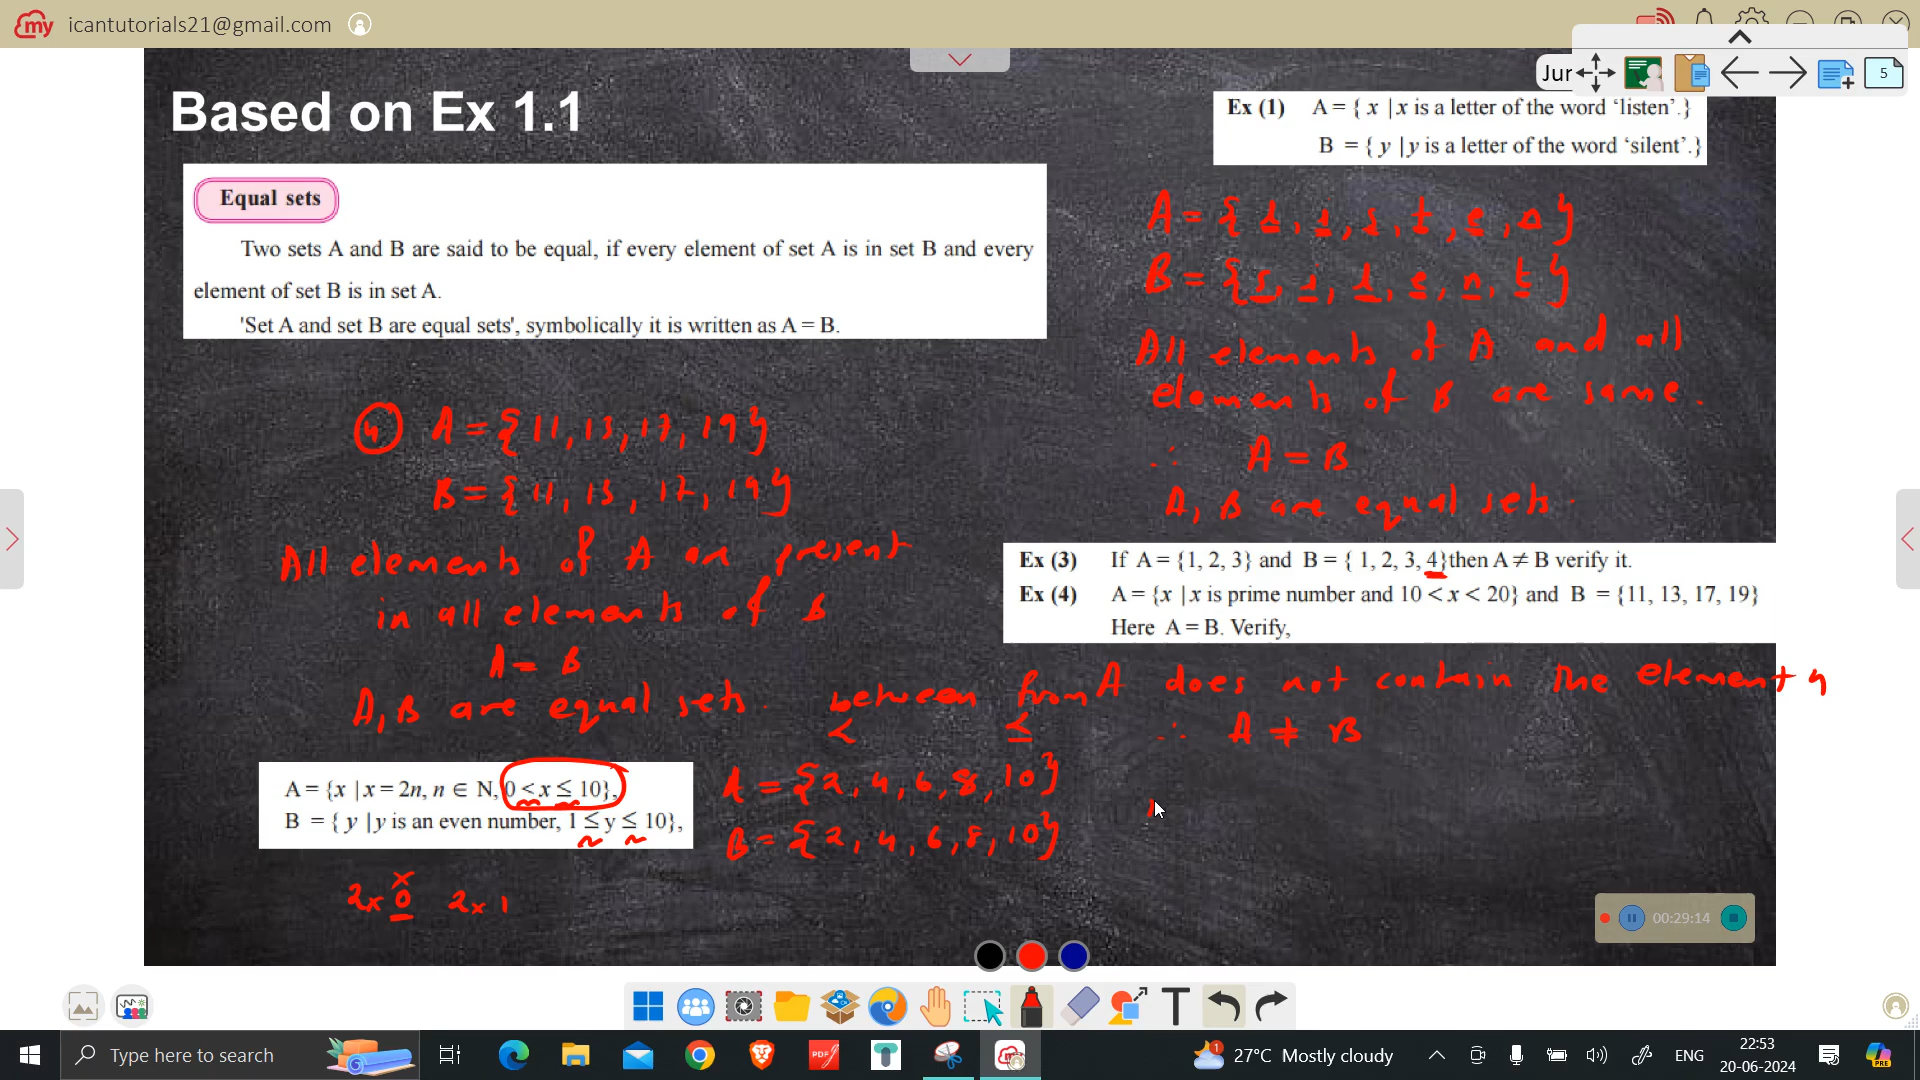 icantutorials21@gmail.com
Jur
5
Based on Ex 1.1
Equal sets
Two sets A and B are said to be equal, if every element of set A is in set B and every
element of set B is in set A.
'Set A and set B are equal sets', symbolically it is written as A = B.
Ex (1) A = { x | x is a letter of the word ‘listen’.}
B = { y | y is a letter of the word ‘silent’.}
A = { l, i, s, t, e, n }
B = { s, i, l, e, n, t }
All elements of A and all
elements of B are same.
∴ A = B
A, B are equal sets.
4 A = { 11, 13, 17, 19 }
B = { 11, 13, 17, 19 }
All elements of A are present
in all elements of B
A = B
A, B are equal sets.
Ex (3) If A = {1, 2, 3} and B = { 1, 2, 3, 4}then A ≠ B verify it.
Ex (4) A = {x | x is prime number and 10 < x < 20} and B = {11, 13, 17, 19}
Here A = B. Verify,
A does not contain the element 4
∴ A ≠ B
between from
< ≤
A = {x | x = 2n, n ∈ N, 0 < x ≤ 10},
B = { y | y is an even number, 1 ≤ y ≤ 10},
A = { 2, 4, 6, 8, 10 }
B = { 2, 4, 6, 8, 10 }
x
2x 0 2x 1
00:29:14
Type here to search
27°C Mostly cloudy
ENG
22:53
20-06-2024